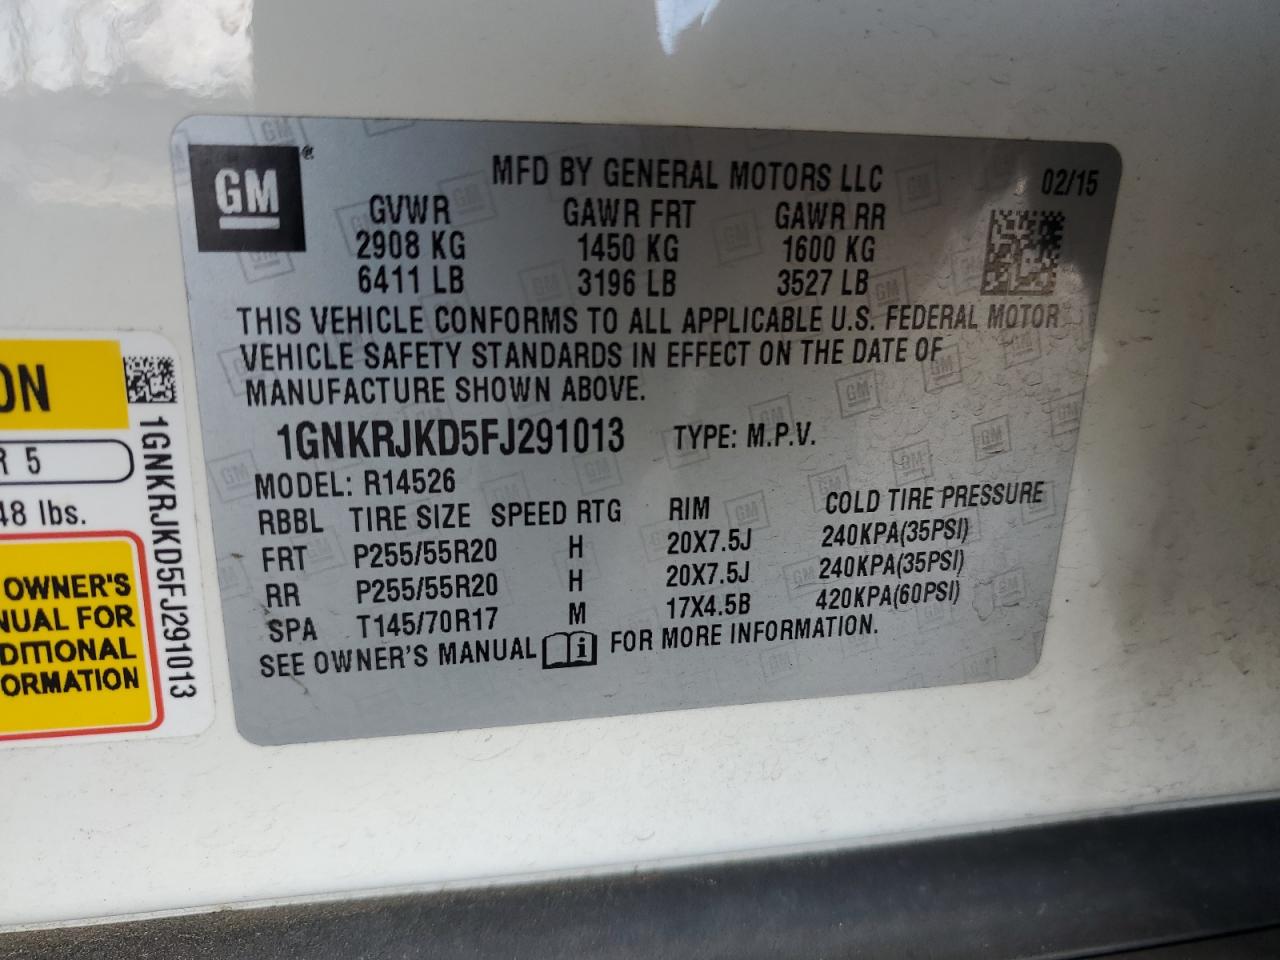 GM®
MFD BY GENERAL MOTORS LLC 02/15
GVWR GAWR FRT GAWR RR
2908 KG 1450 KG 1600 KG
6411 LB 3196 LB 3527 LB
THIS VEHICLE CONFORMS TO ALL APPLICABLE U.S. FEDERAL MOTOR
VEHICLE SAFETY STANDARDS IN EFFECT ON THE DATE OF
MANUFACTURE SHOWN ABOVE.
1GNKRJKD5FJ291013 TYPE: M.P.V.
MODEL: R14526
RBBL TIRE SIZE SPEED RTG RIM COLD TIRE PRESSURE
FRT P255/55R20 H 20X7.5J 240KPA(35PSI)
RR P255/55R20 H 20X7.5J 240KPA(35PSI)
SPA T145/70R17 M 17X4.5B 420KPA(60PSI)
SEE OWNER'S MANUAL i FOR MORE INFORMATION.
ON
R 5
48 lbs.
OWNER'S
NUAL FOR
DITIONAL
ORMATION
1GNKRJKD5FJ291013